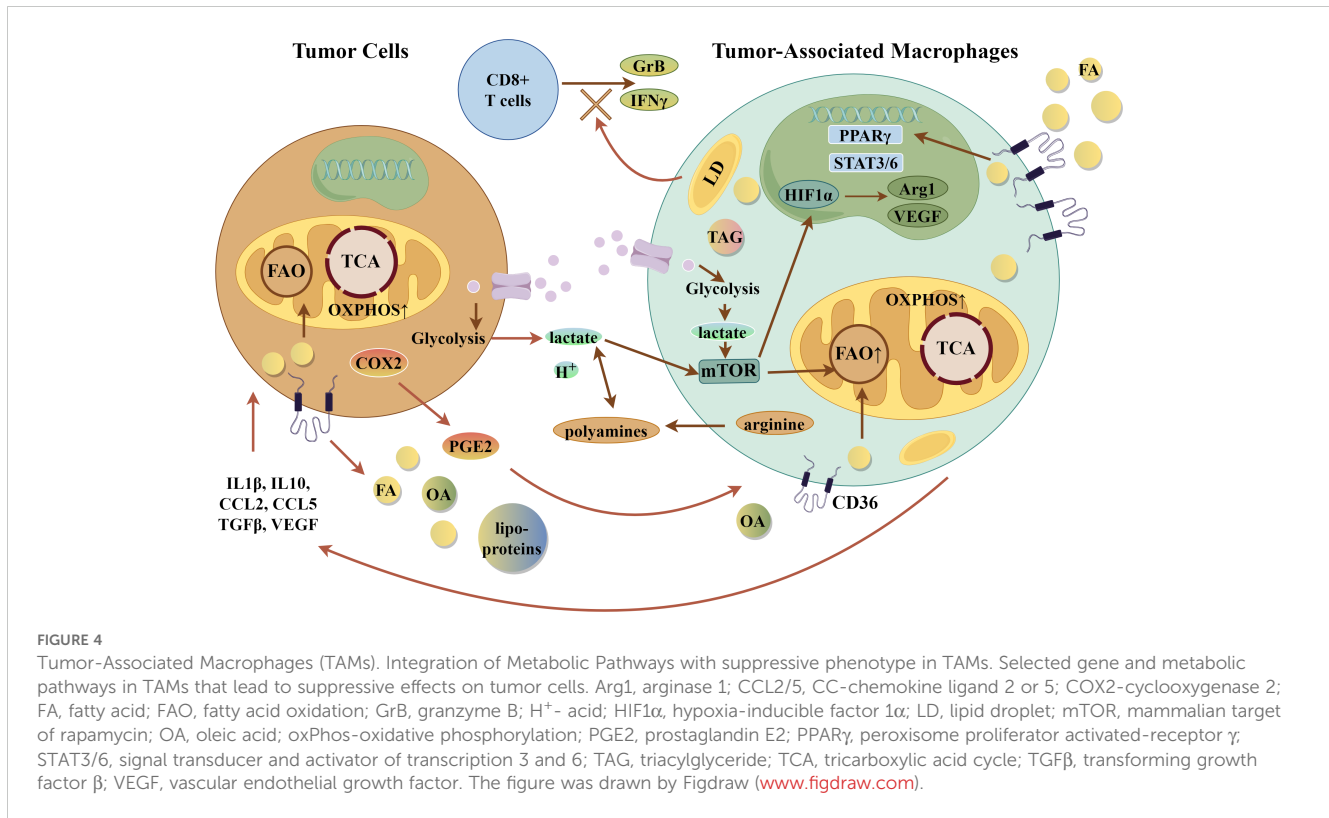 Tumor Cells
Tumor-Associated Macrophages
CD8+
T cells
GrB
IFNγ
FA
PPARγ
STAT3/6
LD
HIF1α
Arg1
VEGF
TAG
FAO
TCA
OXPHOS↑
Glycolysis
COX2
lactate
H⁺
Glycolysis
lactate
mTOR
OXPHOS↑
FAO↑
TCA
polyamines
arginine
PGE2
IL1β, IL10,
CCL2, CCL5
TGFβ, VEGF
FA
OA
lipo-
proteins
OA
CD36
FIGURE 4
Tumor-Associated Macrophages (TAMs). Integration of Metabolic Pathways with suppressive phenotype in TAMs. Selected gene and metabolic
pathways in TAMs that lead to suppressive effects on tumor cells. Arg1, arginase 1; CCL2/5, CC-chemokine ligand 2 or 5; COX2-cyclooxygenase 2;
FA, fatty acid; FAO, fatty acid oxidation; GrB, granzyme B; H⁺- acid; HIF1α, hypoxia-inducible factor 1α; LD, lipid droplet; mTOR, mammalian target
of rapamycin; OA, oleic acid; oxPhos-oxidative phosphorylation; PGE2, prostaglandin E2; PPARγ, peroxisome proliferator activated-receptor γ;
STAT3/6, signal transducer and activator of transcription 3 and 6; TAG, triacylglyceride; TCA, tricarboxylic acid cycle; TGFβ, transforming growth
factor β; VEGF, vascular endothelial growth factor. The figure was drawn by Figdraw (www.figdraw.com).